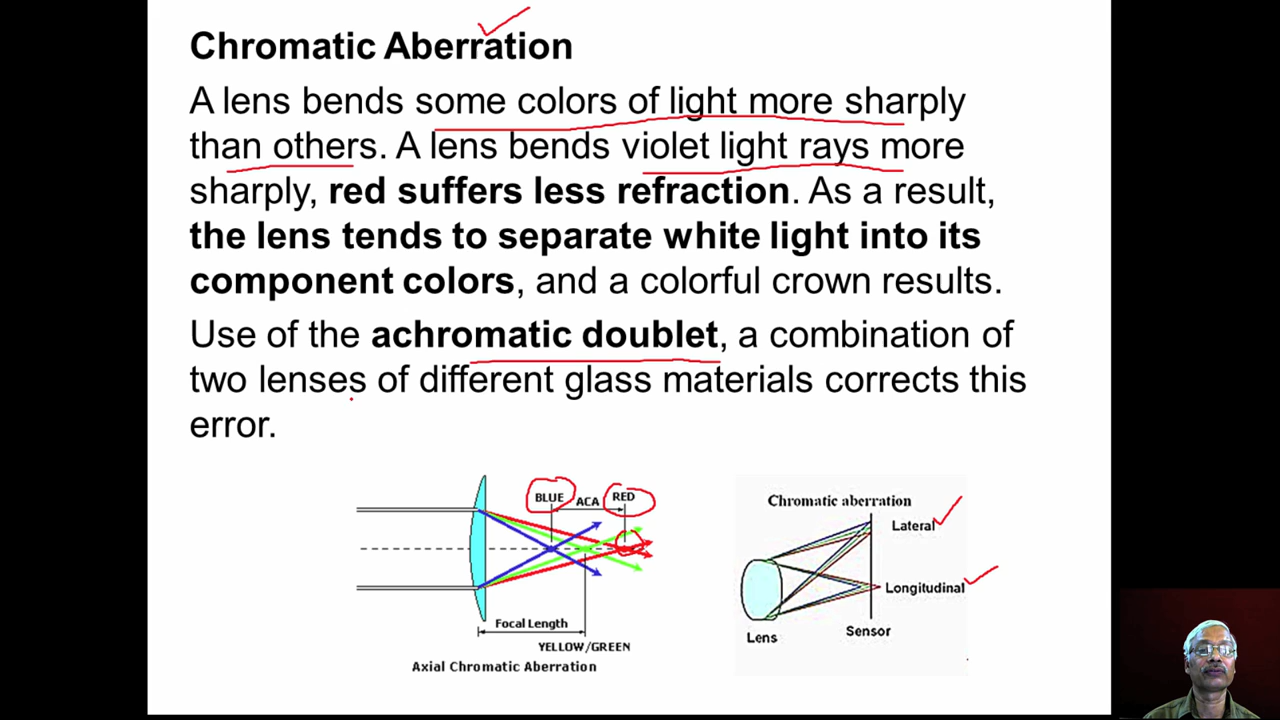 Chromatic Aberration
A lens bends some colors of light more sharply
than others. A lens bends violet light rays more
sharply, red suffers less refraction. As a result,
the lens tends to separate white light into its
component colors, and a colorful crown results.
Use of the achromatic doublet, a combination of
two lenses of different glass materials corrects this
error.
BLUE ACA RED
Focal Length
YELLOW/GREEN
Axial Chromatic Aberration
Chromatic aberration
Lateral
Longitudinal
Sensor
Lens